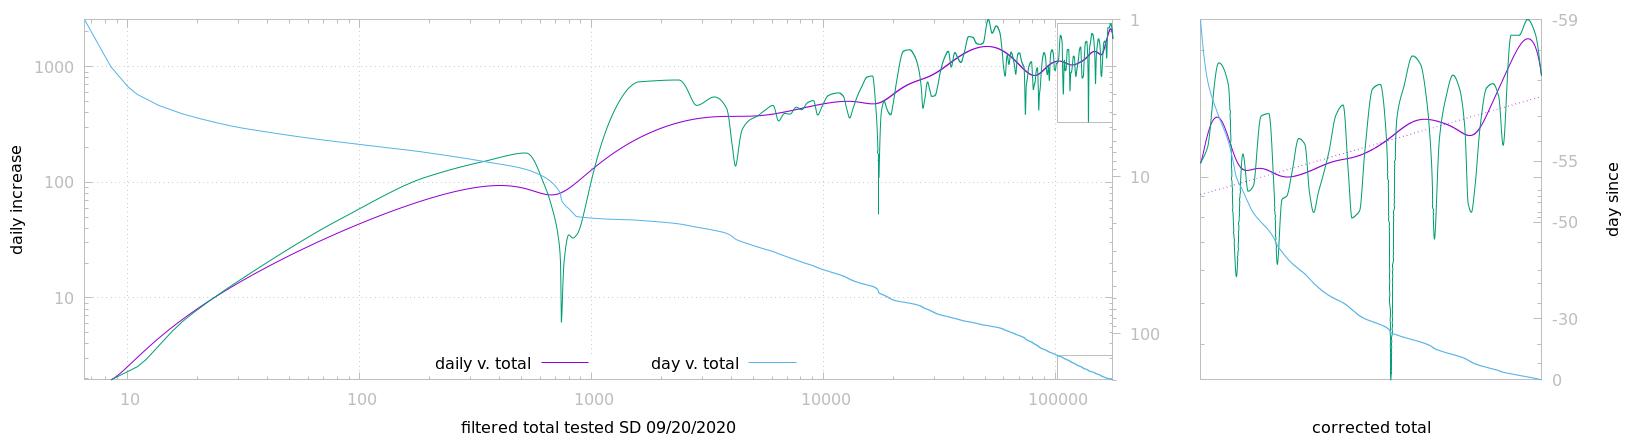 daily increase
1000
100
10
10
100
1000
10000
100000
filtered total tested SD 09/20/2020
daily v. total
day v. total
1
10
100
-59
-55
-50
-30
0
day since
corrected total